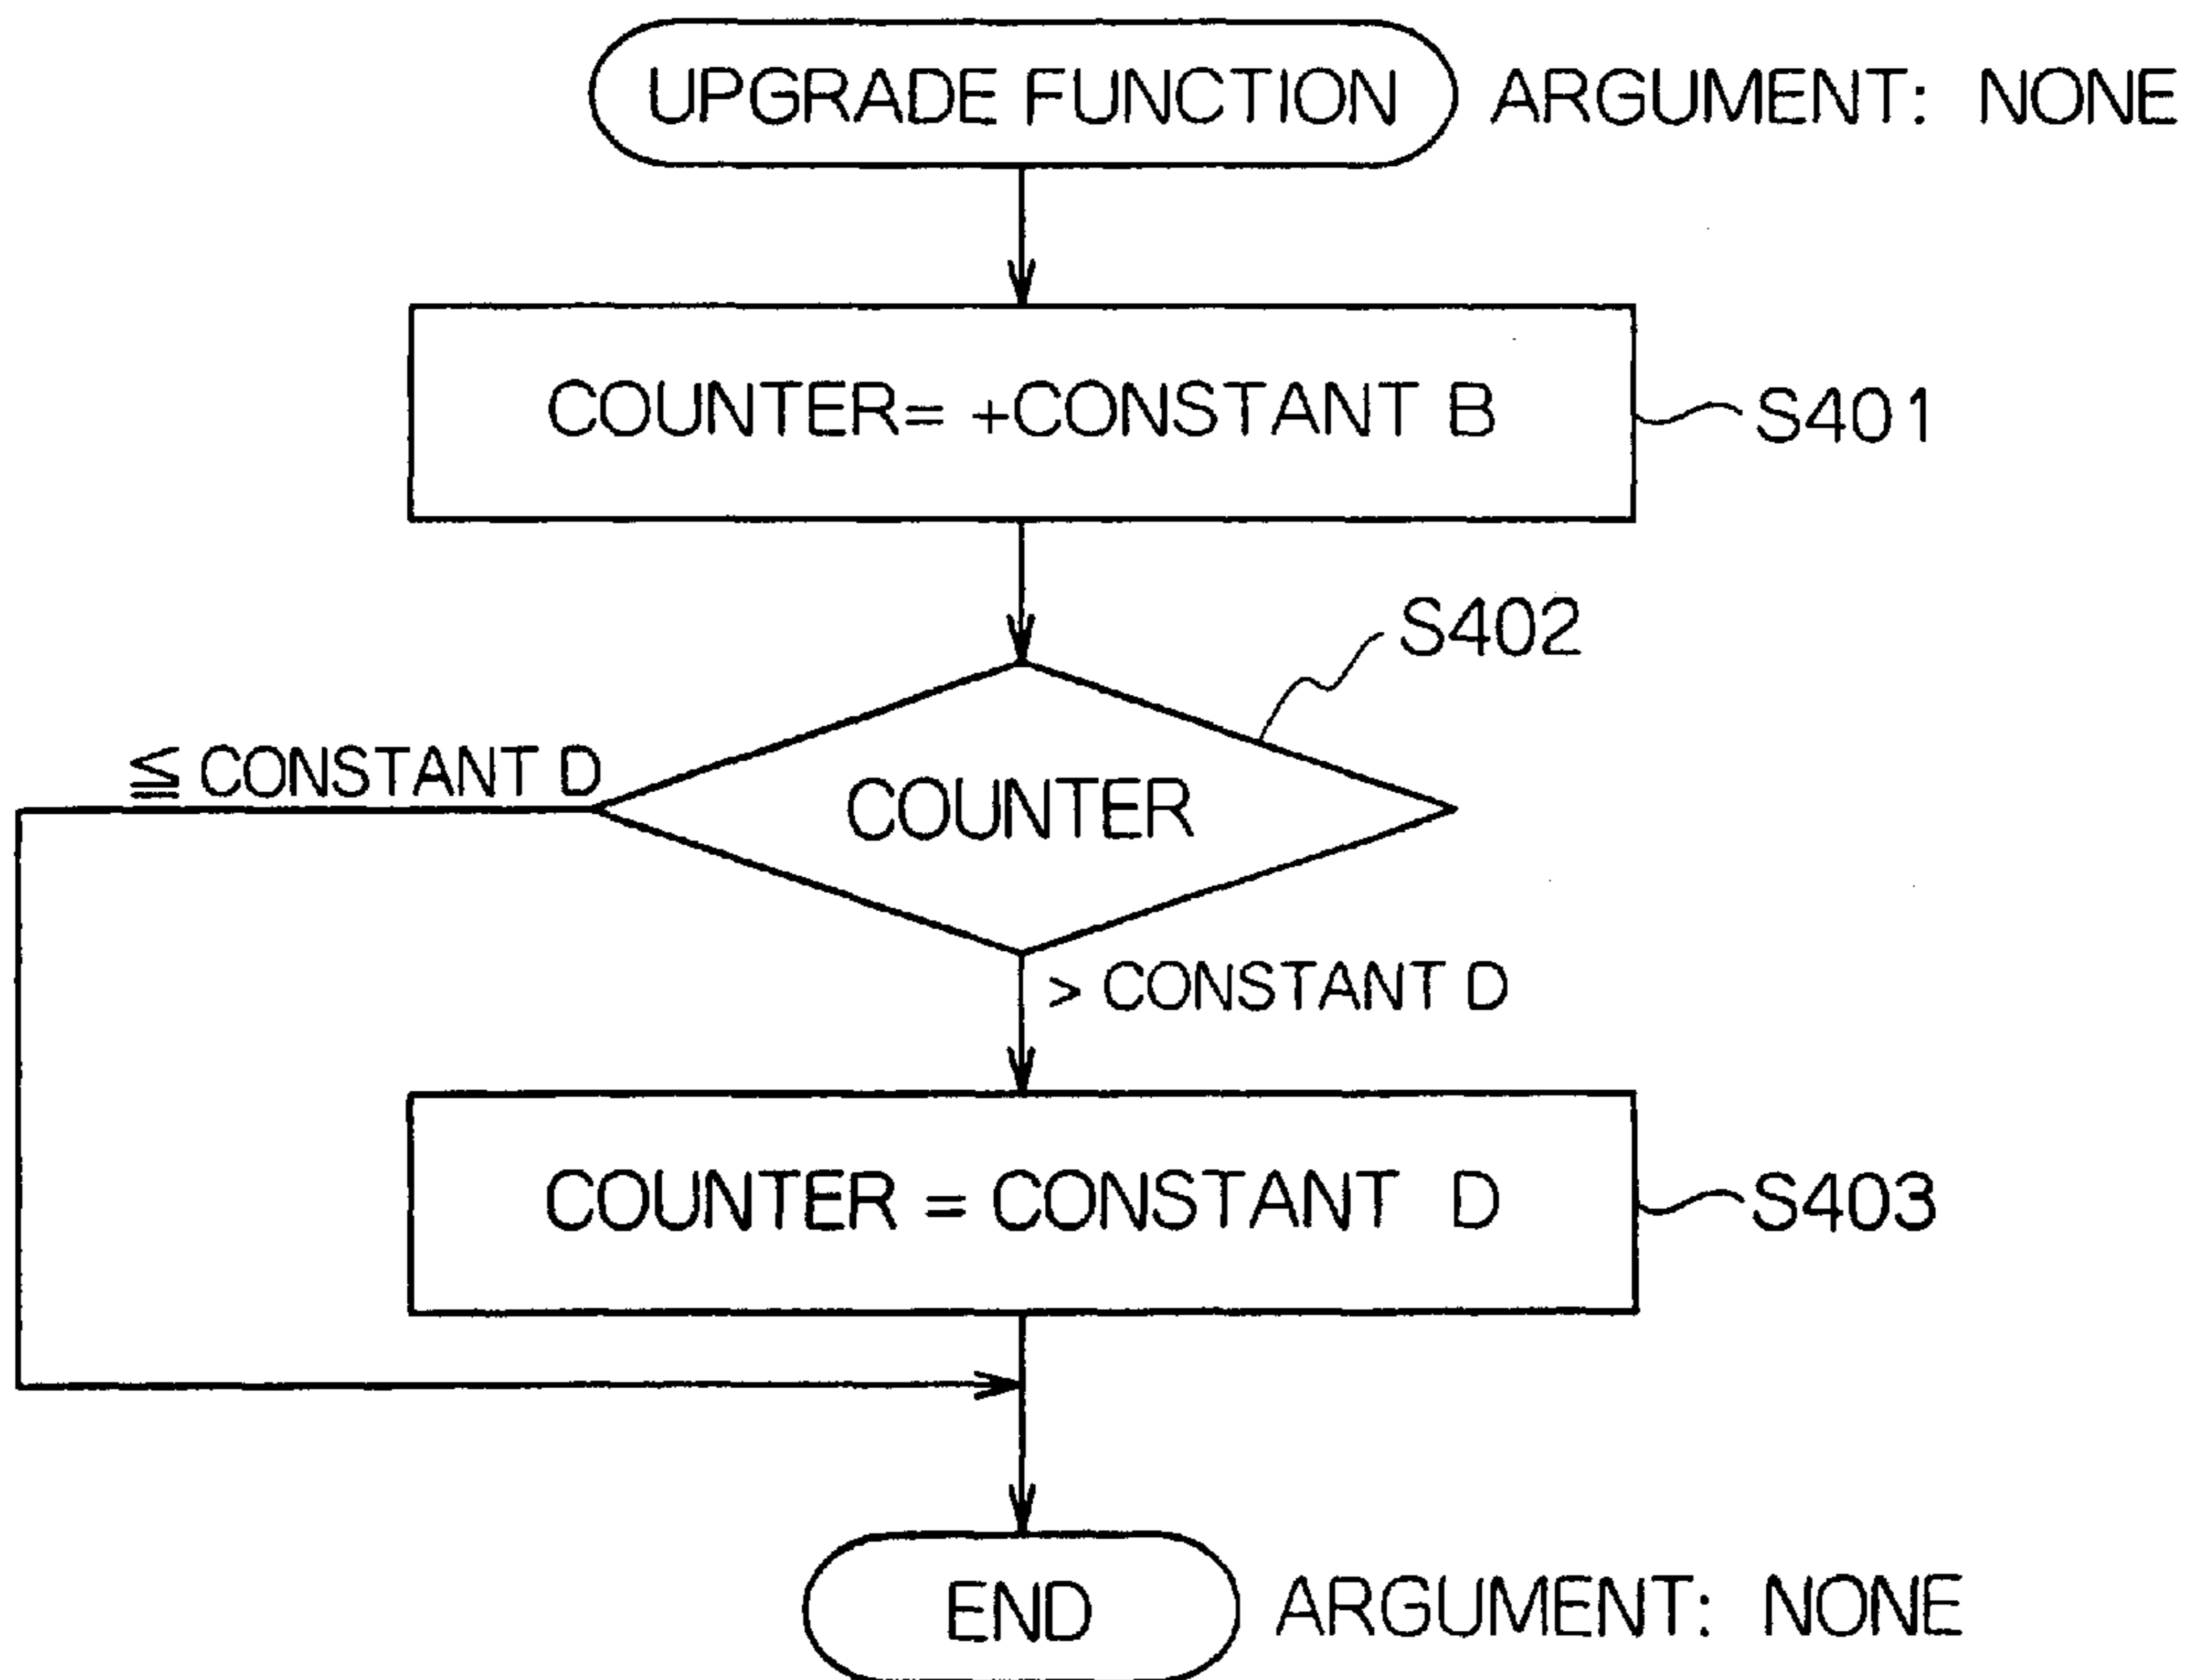 UPGRADE FUNCTION
ARGUMENT: NONE
COUNTER= +CONSTANT B
S401
S402
≦ CONSTANT D
COUNTER
> CONSTANT D
COUNTER = CONSTANT D
S403
END
ARGUMENT: NONE